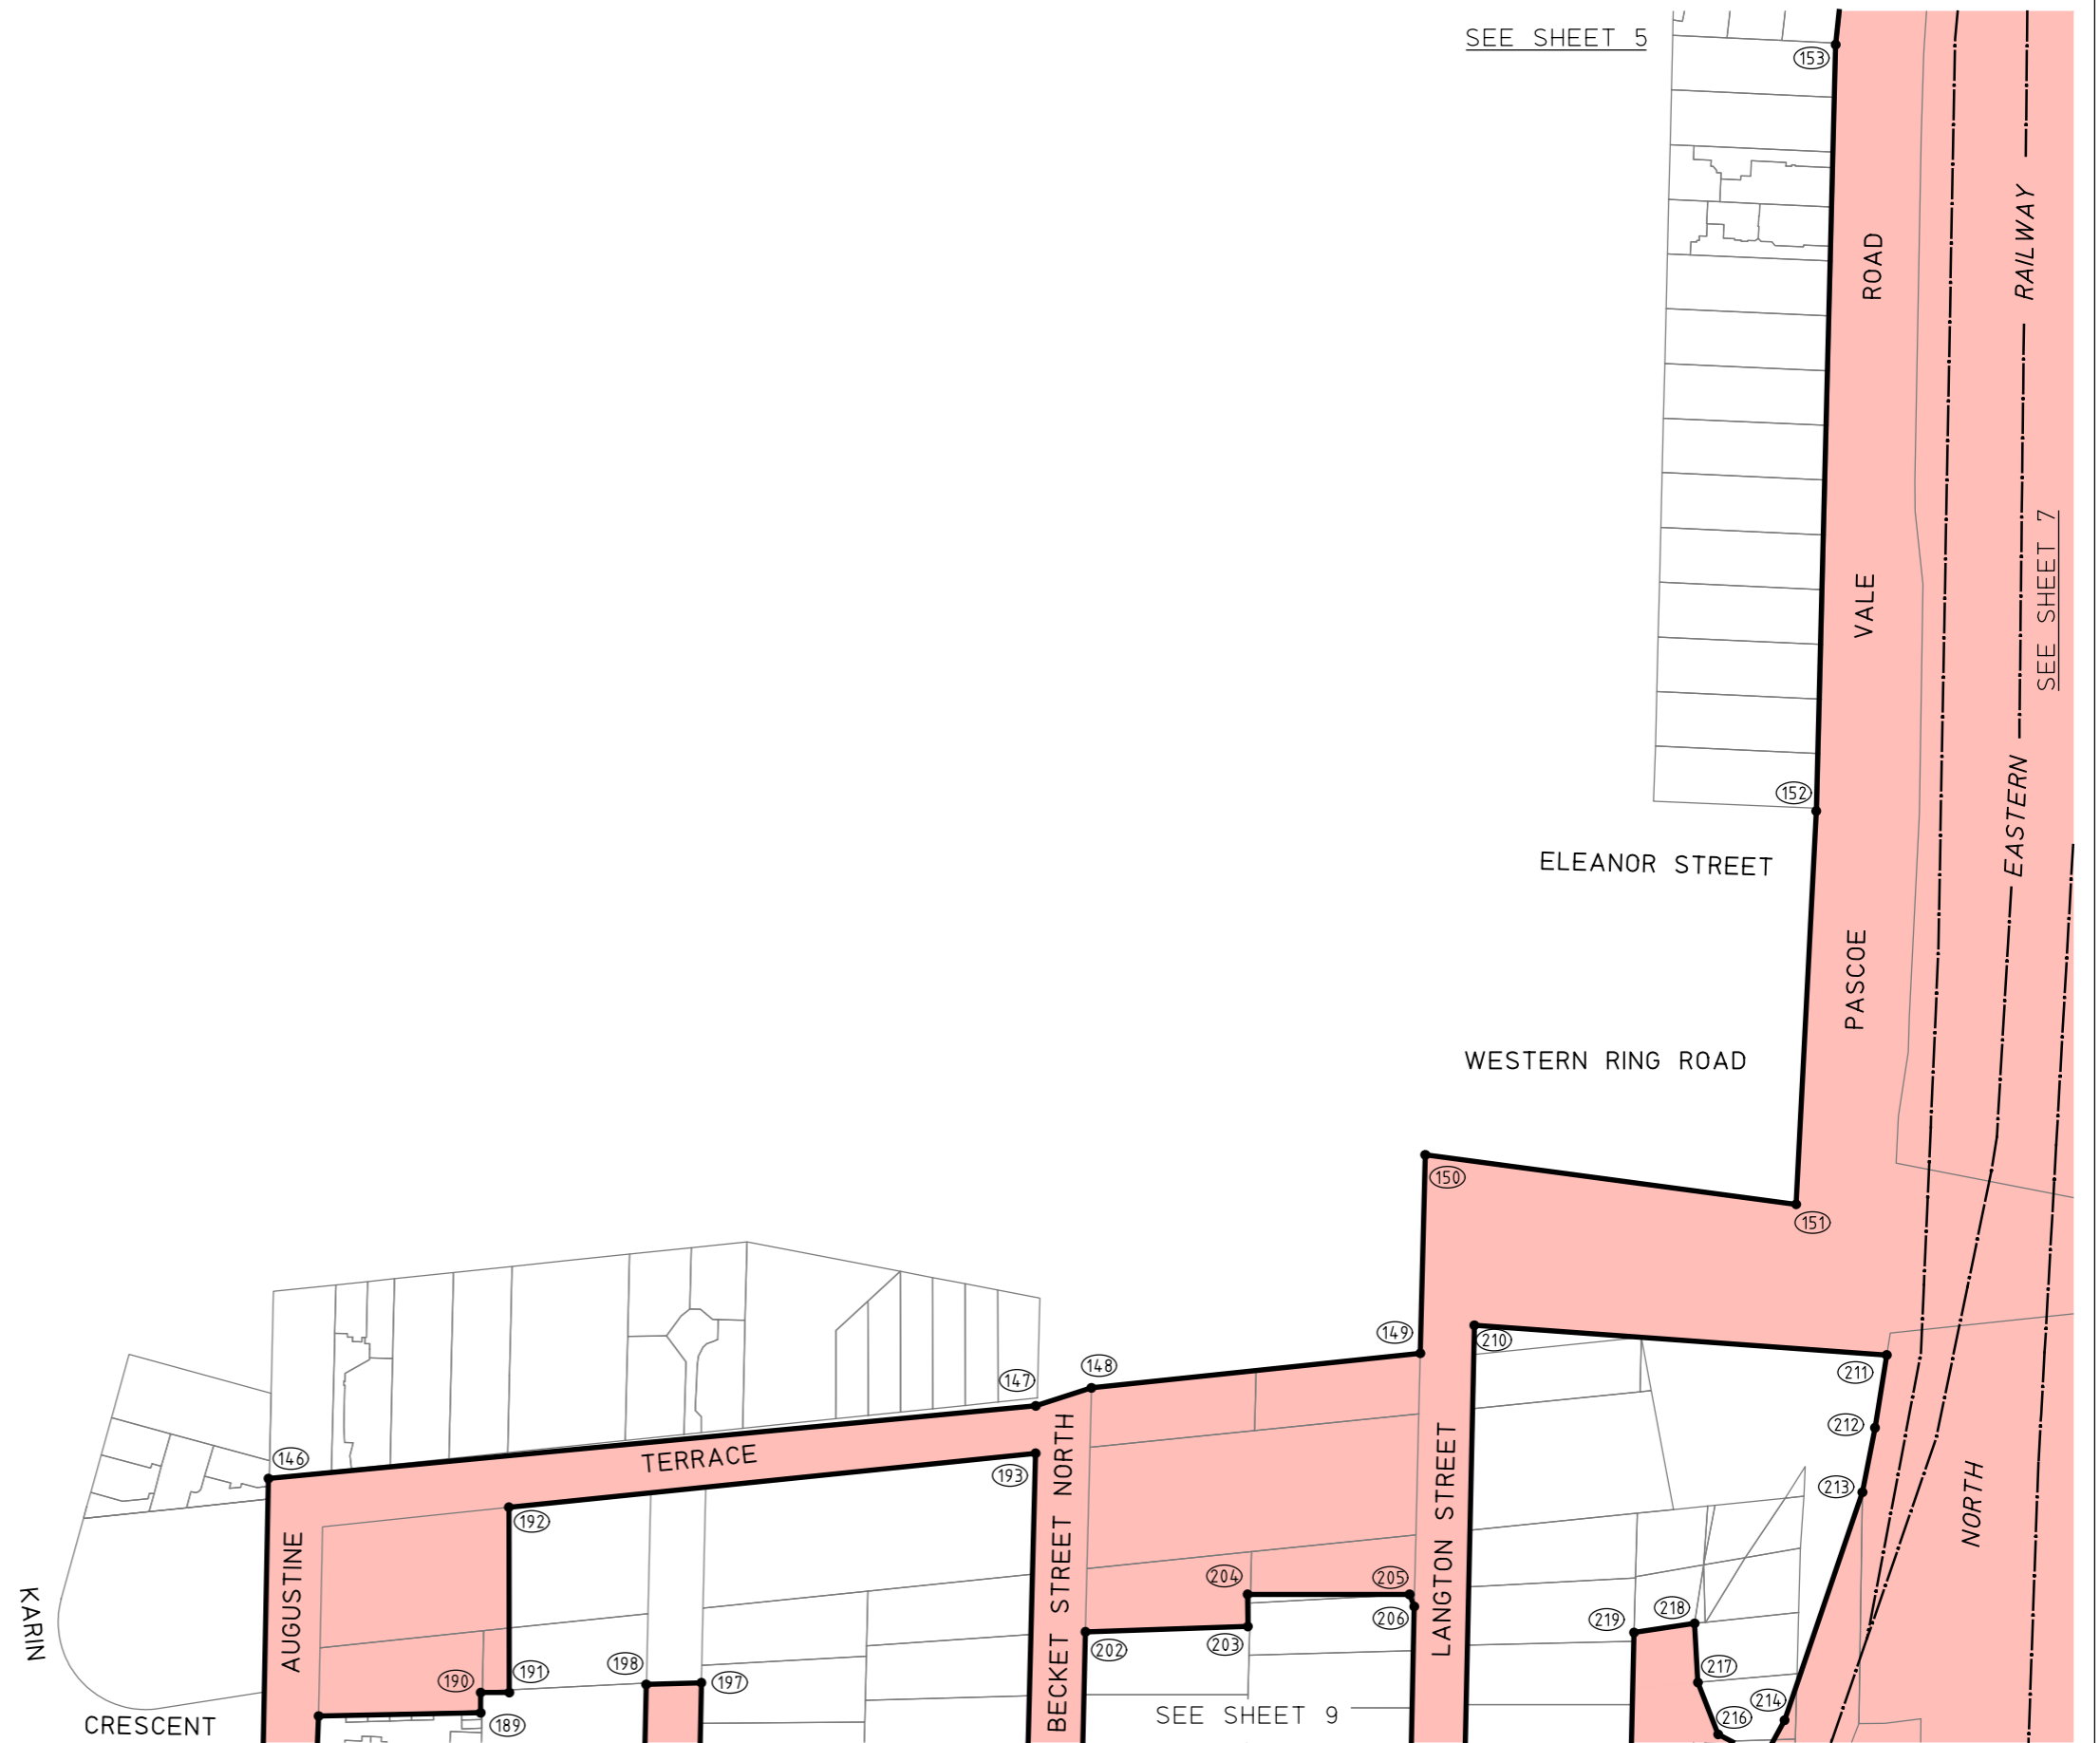 SEE SHEET 5
153
ROAD
RAILWAY
VALE
SEE SHEET 7
152
EASTERN
ELEANOR STREET
PASCOE
WESTERN RING ROAD
150
151
149
210
148
211
147
212
146
TERRACE
193
213
NORTH
192
AUGUSTINE
BECKET STREET NORTH
LANGTON STREET
204
205
206
219
218
KARIN
202
203
198
190
191
197
217
214
216
CRESCENT
189
SEE SHEET 9